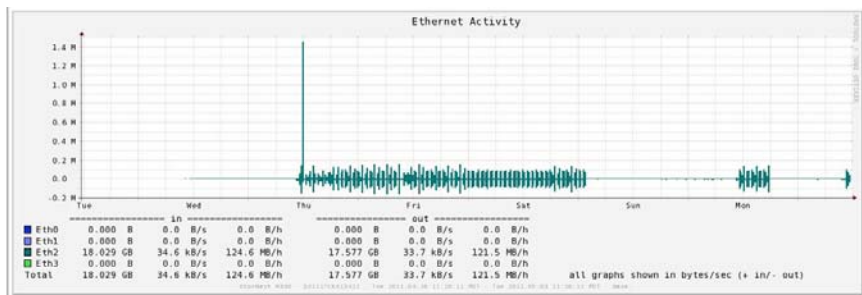 Ethernet Activity
1.4 M
1.2 M
1.0 M
0.8 M
0.6 M
0.4 M
0.2 M
0.0
-0.2 M
Tue Wed Thu Fri Sat Sun Mon
=================== in =================== =================== out ===================
Eth0 0.000 B 0.0 B/s 0.0 B/h 0.000 B 0.0 B/s 0.0 B/h
Eth1 0.000 B 0.0 B/s 0.0 B/h 0.000 B 0.0 B/s 0.0 B/h
Eth2 18.029 GB 34.6 kB/s 124.6 MB/h 17.577 GB 33.7 kB/s 121.5 MB/h
Eth3 0.000 B 0.0 B/s 0.0 B/h 0.000 B 0.0 B/s 0.0 B/h
Total 18.029 GB 34.6 kB/s 124.6 MB/h 17.577 GB 33.7 kB/s 121.5 MB/h all graphs shown in bytes/sec (+ in/- out)